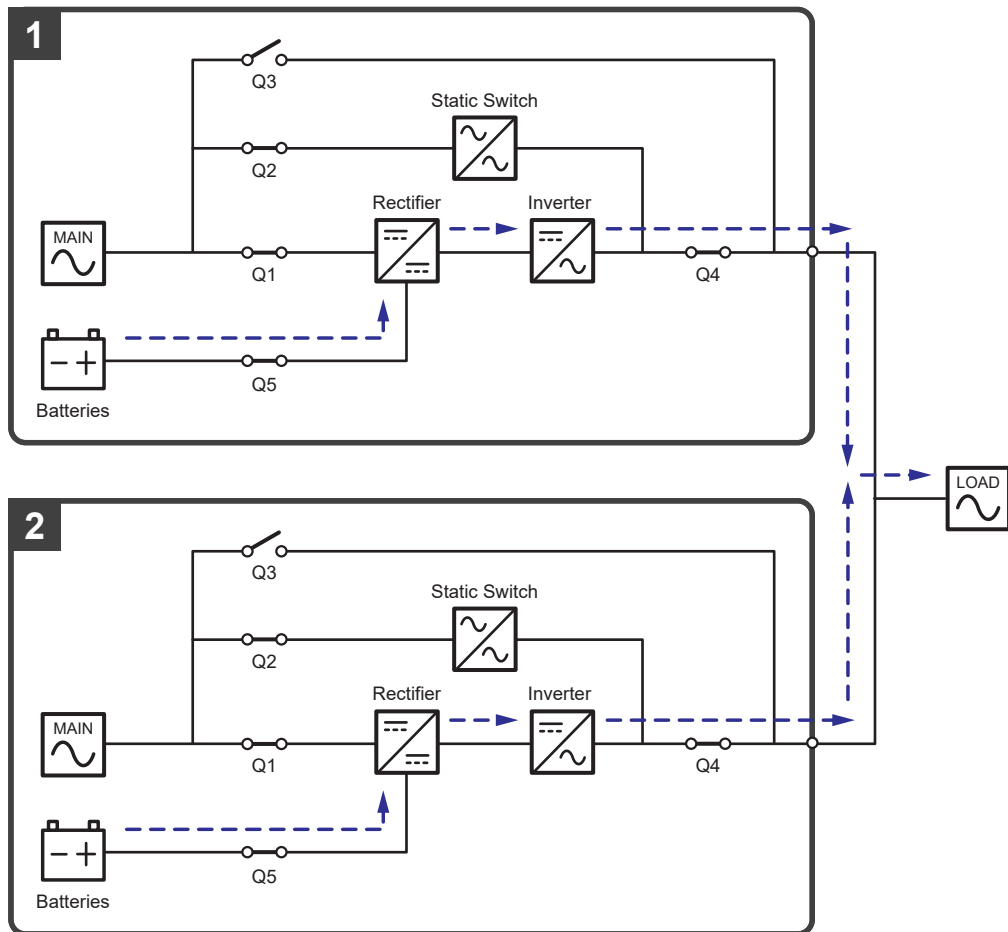 1
Q3
Static Switch
Q2
Rectifier
Inverter
MAIN
Q1
Q4
Q5
Batteries
LOAD
2
Q3
Static Switch
Q2
Rectifier
Inverter
MAIN
Q1
Q4
Q5
Batteries